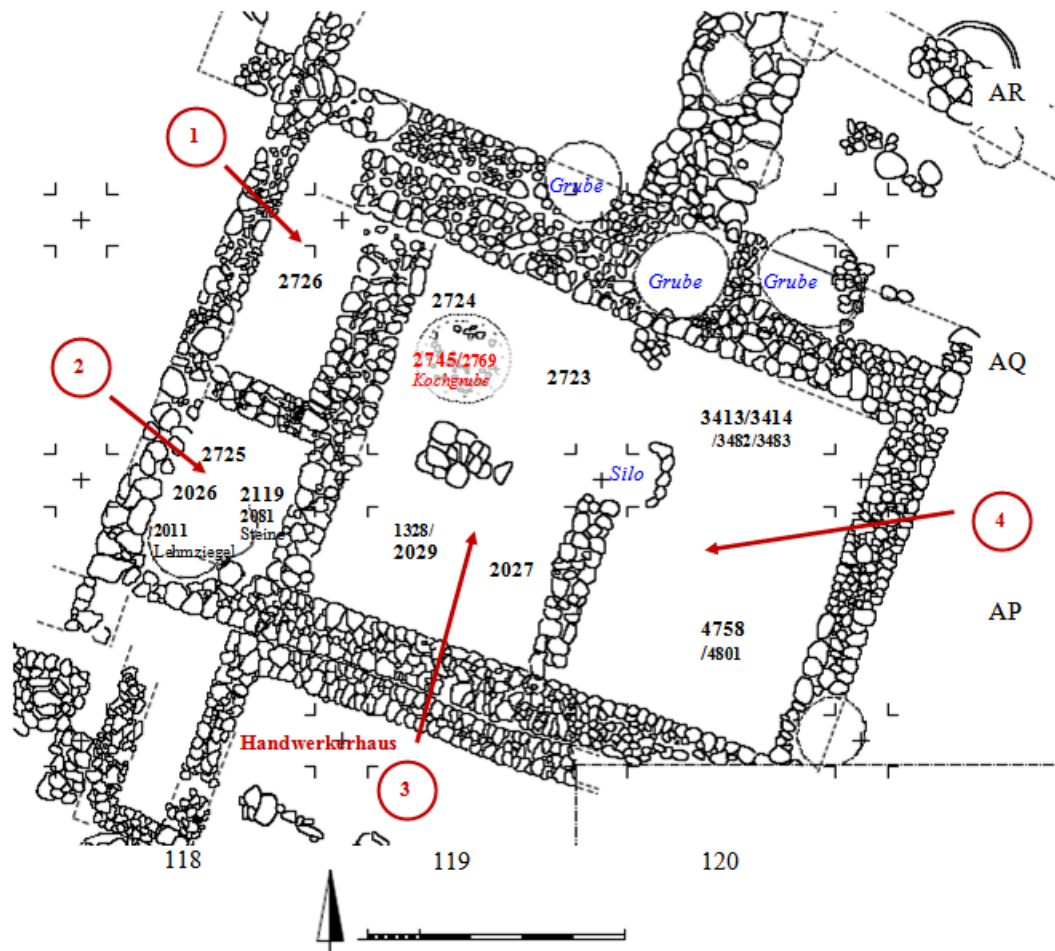 AR
1
Grube
2726
Grube
Grube
2724
2745/2769
Kochgrube
2723
AQ
2
3413/3414
/3482/3483
2725
Silo
2026
2119
2081
Steine
2011
Lehmziegel
1328/
2029
4
2027
AP
4758
/4801
Handwerkerhaus
3
118
119
120